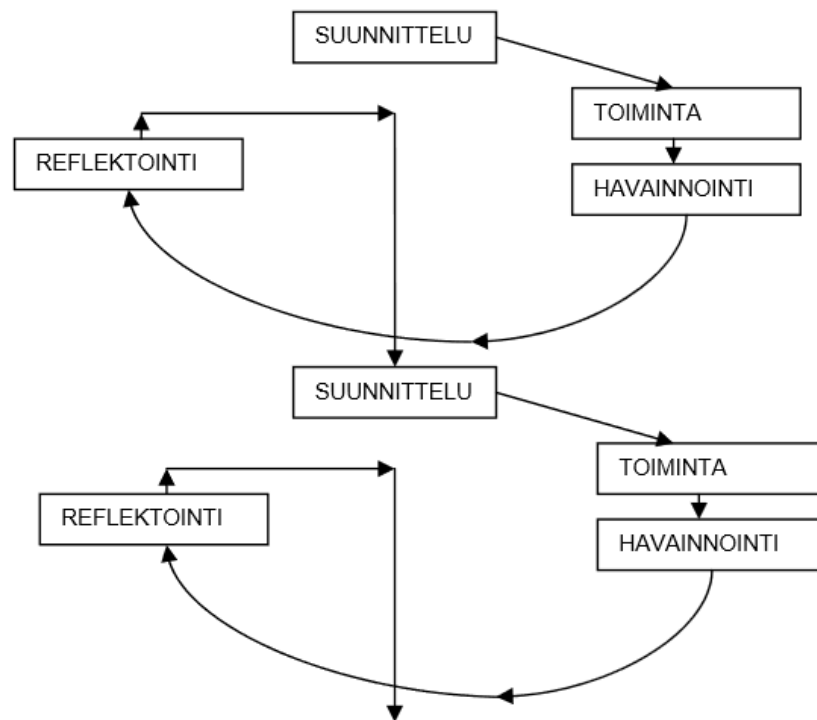 SUUNNITTELU
TOIMINTA
REFLEKTOINTI
HAVAINNOINTI
SUUNNITTELU
TOIMINTA
REFLEKTOINTI
HAVAINNOINTI